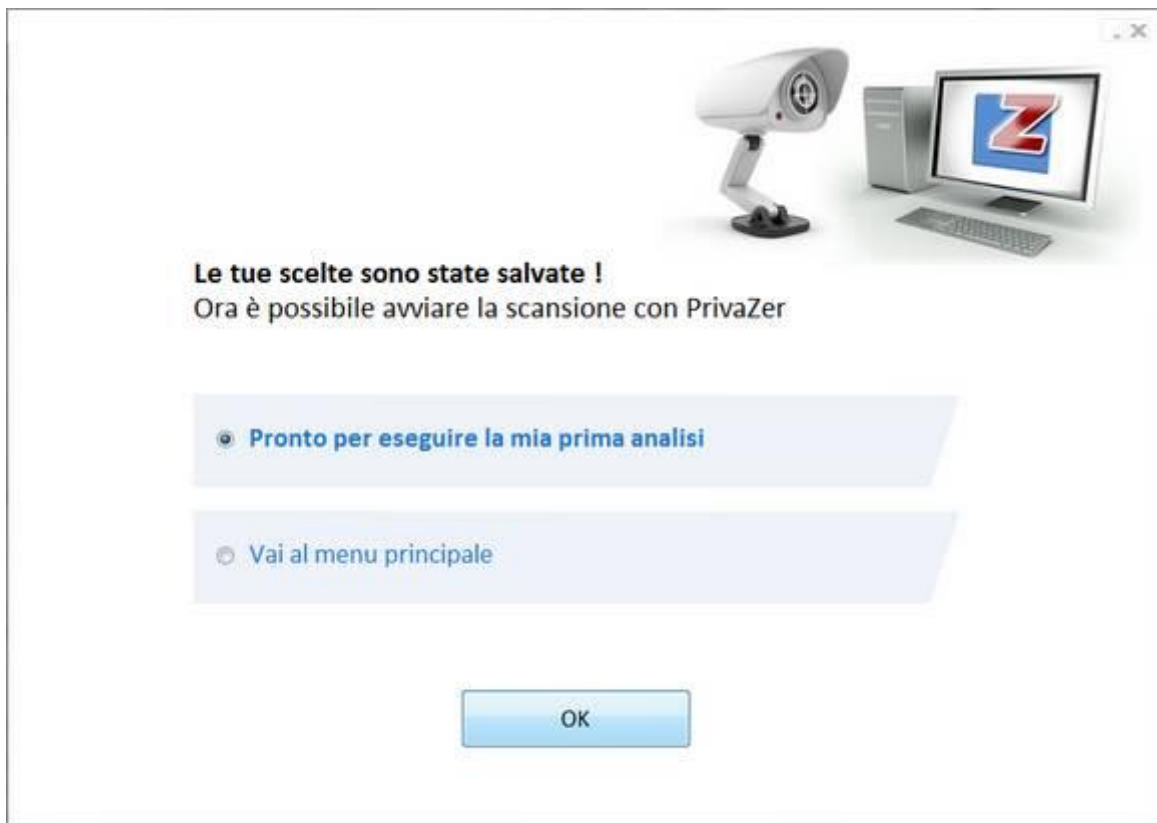 Z
Le tue scelte sono state salvate !
Ora è possibile avviare la scansione con PrivaZer
Pronto per eseguire la mia prima analisi
Vai al menu principale
OK